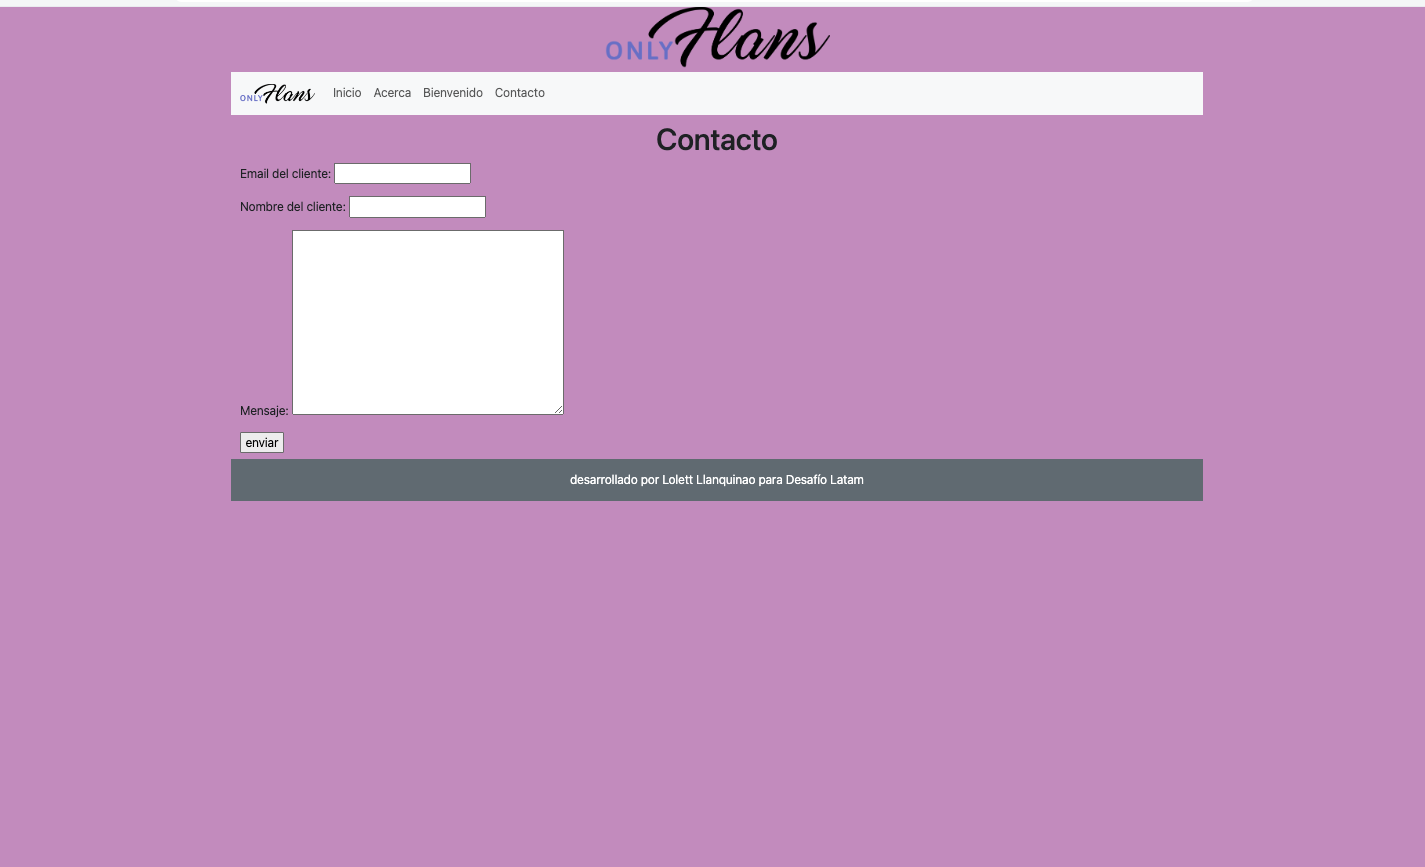 ONLY Flans
ONLY Flans Inicio Acerca Bienvenido Contacto
Contacto
Email del cliente:
Nombre del cliente:
Mensaje:
enviar
desarrollado por Lolett Llanquinao para Desafío Latam